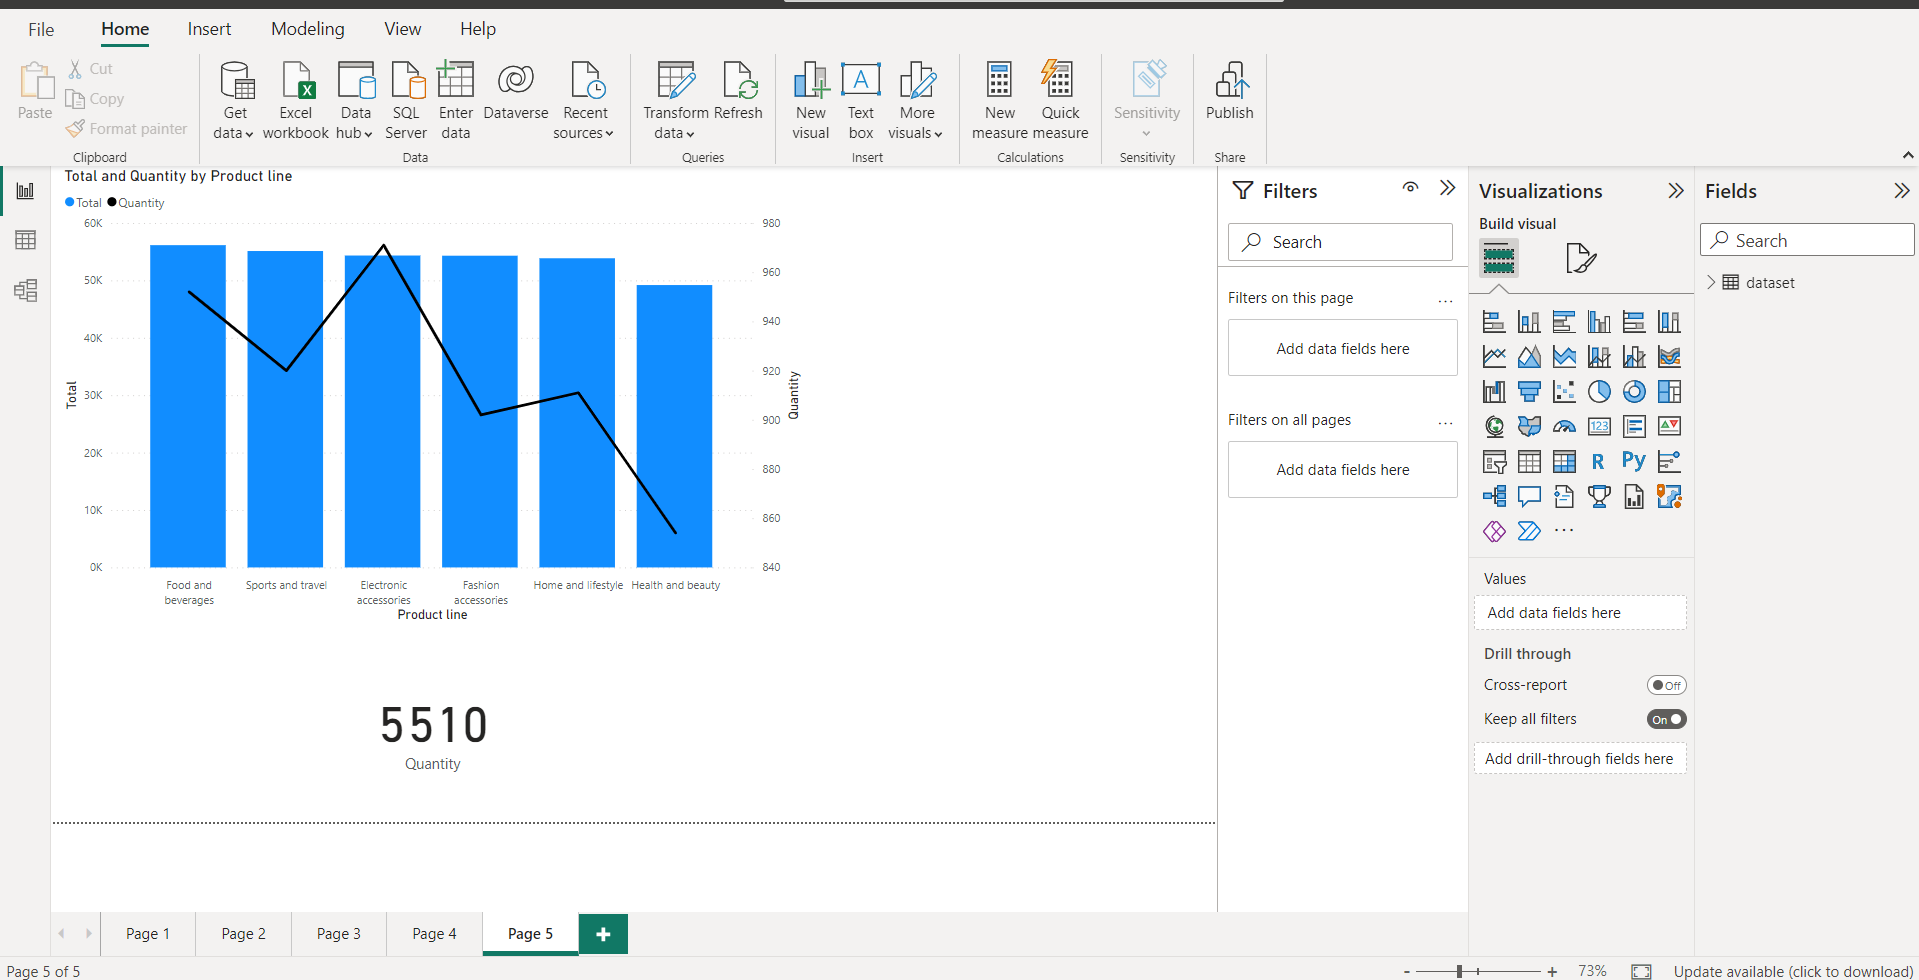 File Home Insert Modeling View Help
Paste
Cut
Copy
Format painter
Clipboard
Get data
Excel workbook
Data hub
SQL Server
Enter data
Dataverse
Recent sources
Data
Transform data
Refresh
Queries
New visual
Text box
More visuals
Insert
New measure
Quick measure
Calculations
Sensitivity
Sensitivity
Publish
Share
Total and Quantity by Product line
Total Quantity
60K
50K
40K
30K
20K
10K
0K
Total
980
960
940
920
900
880
860
840
Quantity
Food and beverages
Sports and travel
Electronic accessories
Fashion accessories
Home and lifestyle
Health and beauty
Product line
5510
Quantity
Filters
Search
Filters on this page ...
Add data fields here
Filters on all pages ...
Add data fields here
Visualizations
Build visual
123
R Py
...
Values
Add data fields here
Drill through
Cross-report Off
Keep all filters On
Add drill-through fields here
Fields
Search
dataset
Page 1 Page 2 Page 3 Page 4 Page 5 +
Page 5 of 5
- + 73%
Update available (click to download)